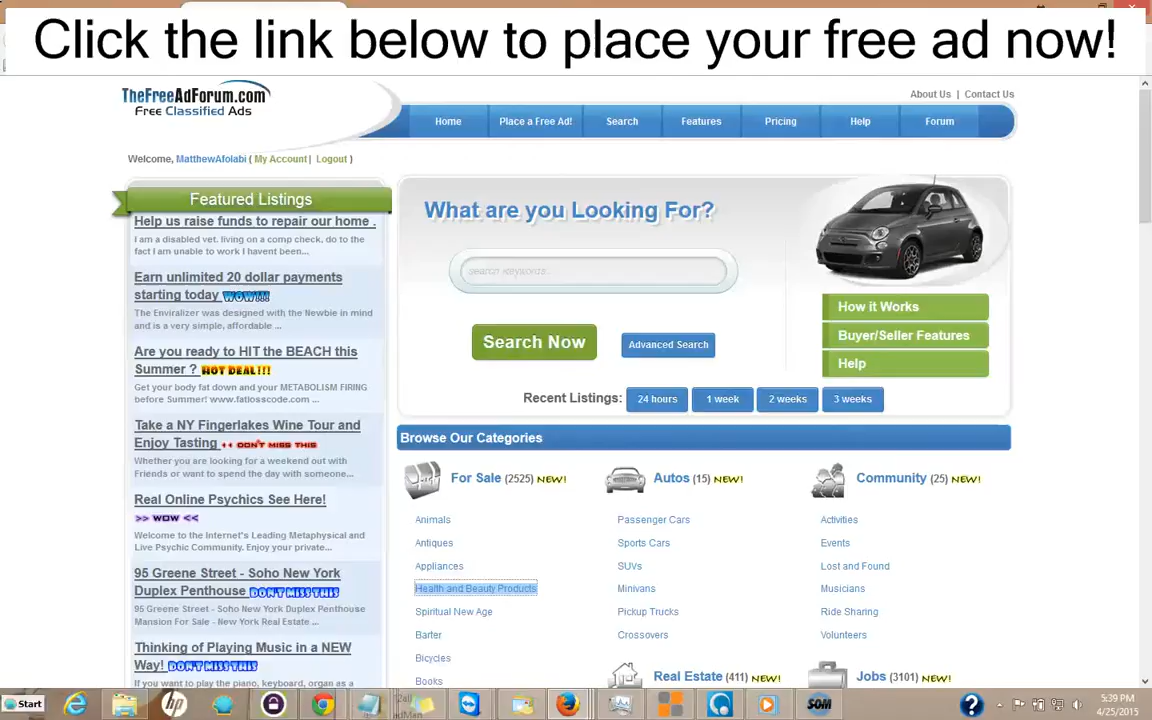 Click the link below to place your free ad now!
TheFreeAdForum.com
Free Classified Ads
About Us | Contact Us
Home Place a Free Ad! Search Features Pricing Help Forum
Welcome, MatthewAfolabi ( My Account | Logout )
Featured Listings
Help us raise funds to repair our home .
I am a disabled vet. living on a comp check, do to the
fact I am unable to work I havent been...
Earn unlimited 20 dollar payments
starting today WOW!!!
The Enviralizer was designed with the Newbie in mind
and is a very simple, affordable ...
Are you ready to HIT the BEACH this
Summer ? HOT DEAL!!!
Get your body fat down and your METABOLISM FIRING
before Summer! www.fatlosscode.com ...
Take a NY Fingerlakes Wine Tour and
Enjoy Tasting DON'T MISS THIS
Whether you are looking for a weekend out with
Friends or want to spend the day with someone...
Real Online Psychics See Here!
>> WOW <<
Welcome to the Internet's Leading Metaphysical and
Live Psychic Community. Enjoy your private...
95 Greene Street - Soho New York
Duplex Penthouse DON'T MISS THIS
95 Greene Street - Soho New York Duplex Penthouse
Mansion For Sale - New York Real Estate ...
Thinking of Playing Music in a NEW
Way! DON'T MISS THIS
If you want to play the piano, keyboard, organ as a
What are you Looking For?
search keywords..
Search Now
Advanced Search
How it Works
Buyer/Seller Features
Help
Recent Listings: 24 hours 1 week 2 weeks 3 weeks
Browse Our Categories
For Sale (2525) NEW!
Animals
Antiques
Appliances
Health and Beauty Products
Spiritual New Age
Barter
Bicycles
Books
Autos (15) NEW!
Passenger Cars
Sports Cars
SUVs
Minivans
Pickup Trucks
Crossovers
Real Estate (411) NEW!
Community (25) NEW!
Activities
Events
Lost and Found
Musicians
Ride Sharing
Volunteers
Jobs (3101) NEW!
Start
hp
SOM
5:39 PM
4/25/2015